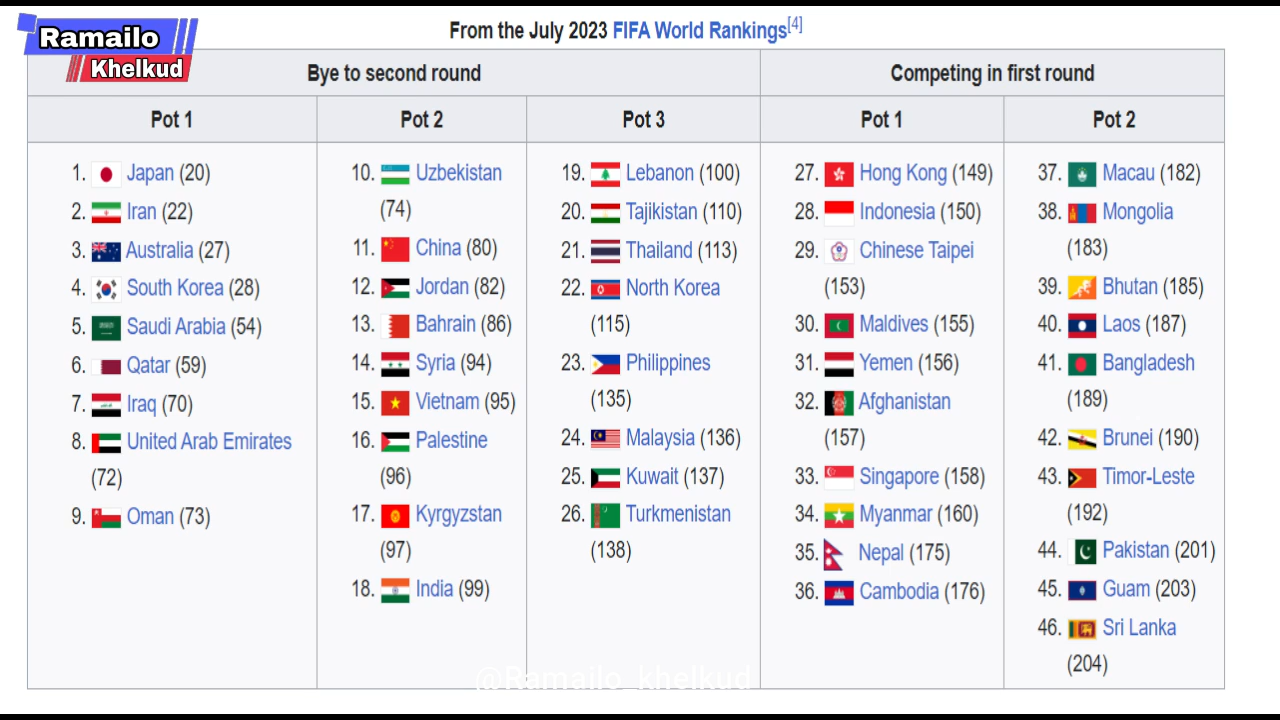 Ramailo
Khelkud
From the July 2023 FIFA World Rankings[4]
Bye to second round
Competing in first round
Pot 1
Pot 2
Pot 3
Pot 1
Pot 2
1. Japan (20)
2. Iran (22)
3. Australia (27)
4. South Korea (28)
5. Saudi Arabia (54)
6. Qatar (59)
7. Iraq (70)
8. United Arab Emirates
(72)
9. Oman (73)
10. Uzbekistan
(74)
11. China (80)
12. Jordan (82)
13. Bahrain (86)
14. Syria (94)
15. Vietnam (95)
16. Palestine
(96)
17. Kyrgyzstan
(97)
18. India (99)
19. Lebanon (100)
20. Tajikistan (110)
21. Thailand (113)
22. North Korea
(115)
23. Philippines
(135)
24. Malaysia (136)
25. Kuwait (137)
26. Turkmenistan
(138)
27. Hong Kong (149)
28. Indonesia (150)
29. Chinese Taipei
(153)
30. Maldives (155)
31. Yemen (156)
32. Afghanistan
(157)
33. Singapore (158)
34. Myanmar (160)
35. Nepal (175)
36. Cambodia (176)
37. Macau (182)
38. Mongolia
(183)
39. Bhutan (185)
40. Laos (187)
41. Bangladesh
(189)
42. Brunei (190)
43. Timor-Leste
(192)
44. Pakistan (201)
45. Guam (203)
46. Sri Lanka
(204)
@Ramailo_khelkud